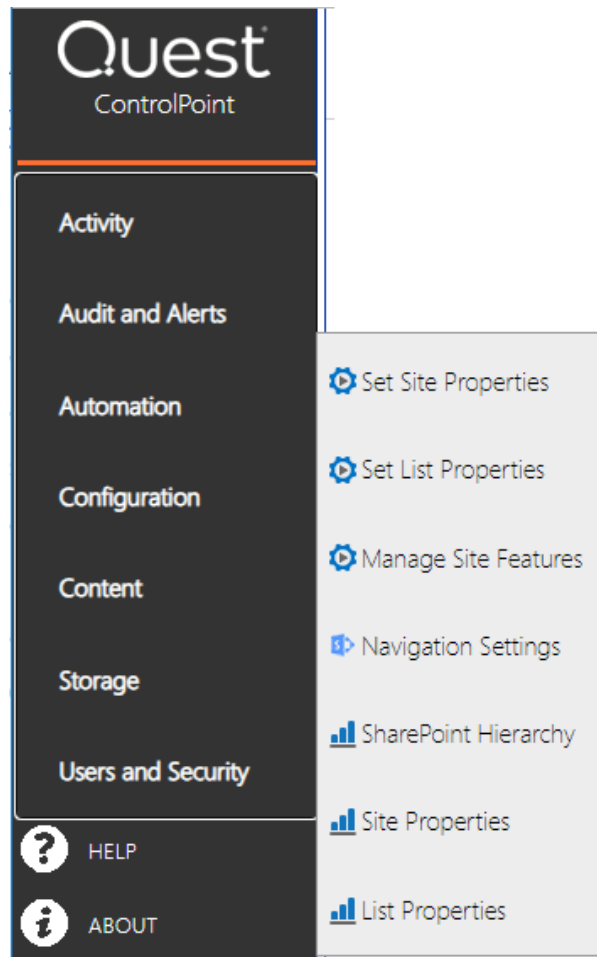 Quest
ControlPoint
Activity
Audit and Alerts
Automation
Configuration
Content
Storage
Users and Security
HELP
ABOUT
Set Site Properties
Set List Properties
Manage Site Features
Navigation Settings
SharePoint Hierarchy
Site Properties
List Properties